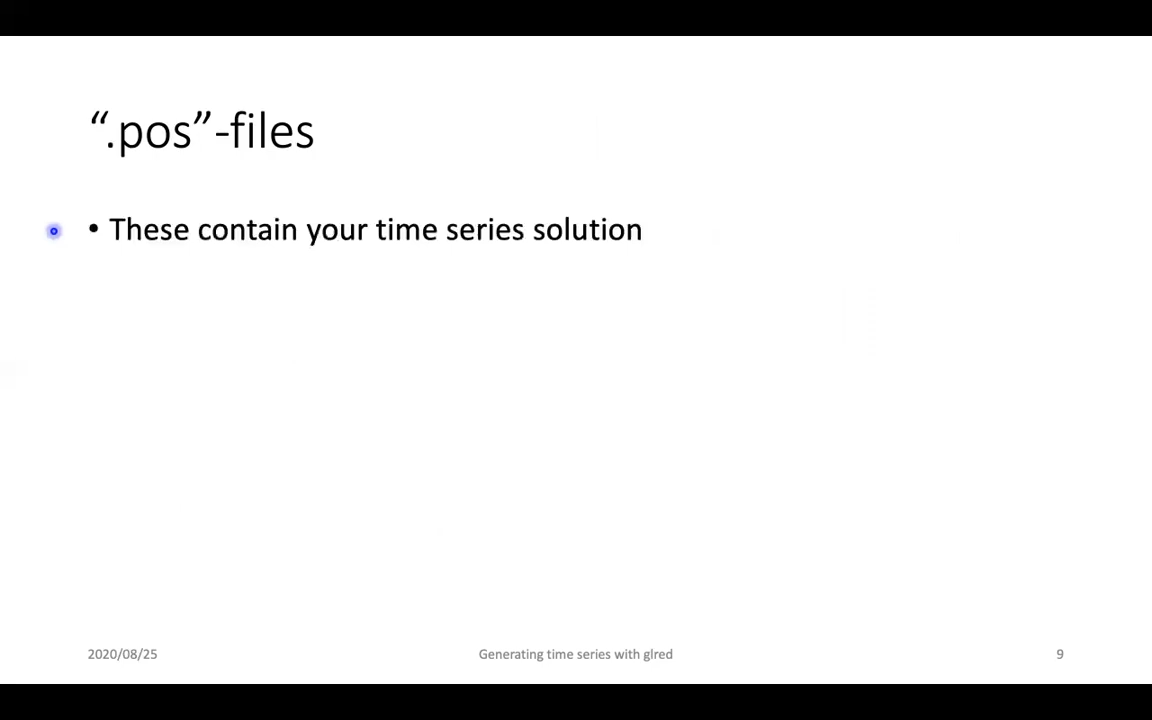 “.pos”-files
• These contain your time series solution
2020/08/25
Generating time series with glred
9